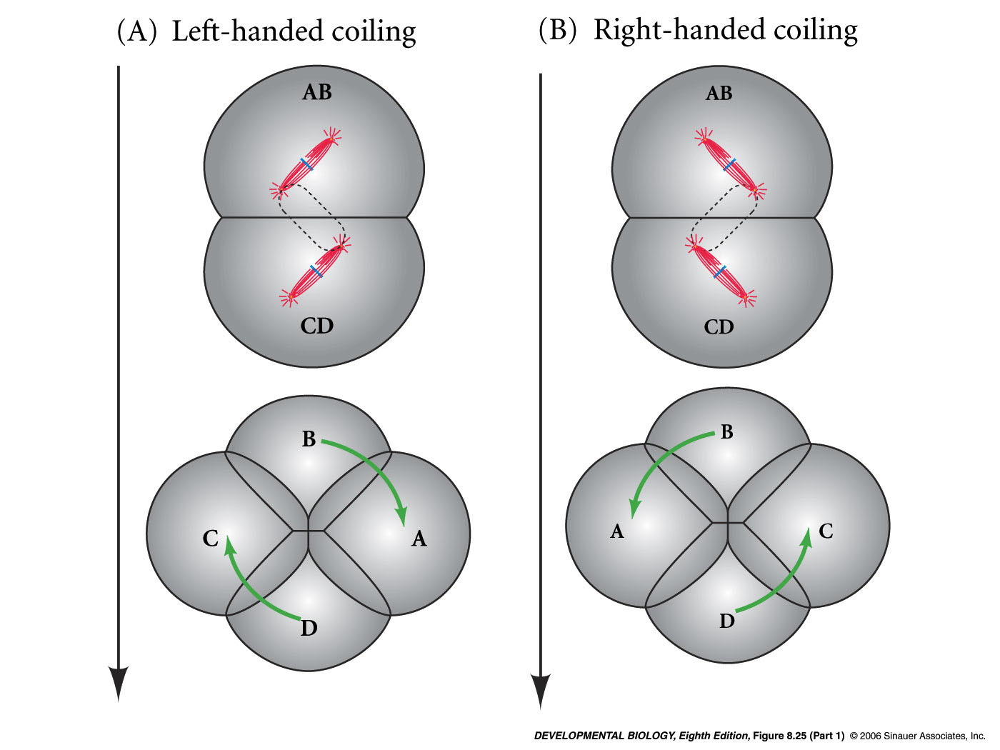 (A) Left-handed coiling
AB
CD
B
C
A
D
(B) Right-handed coiling
AB
CD
B
A
C
D
DEVELOPMENTAL BIOLOGY, Eighth Edition, Figure 8.25 (Part 1) © 2006 Sinauer Associates, Inc.